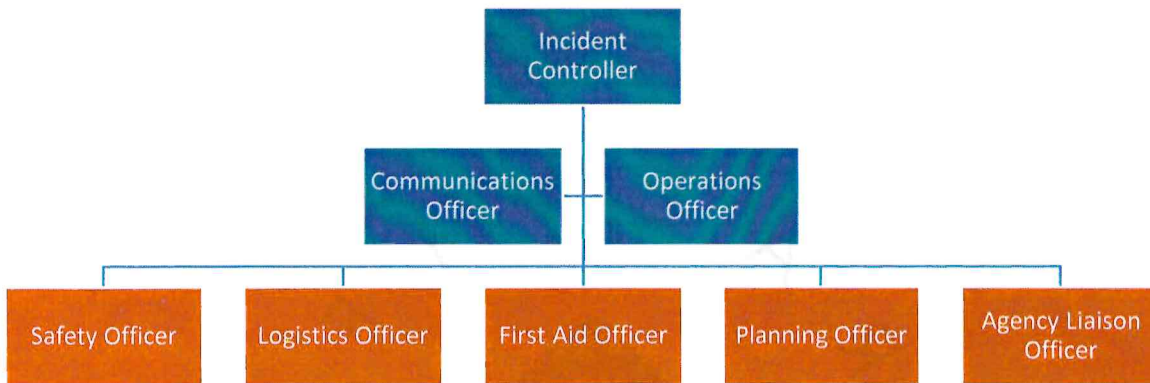 Incident
Controller
Communications
Officer
Operations
Officer
Safety Officer
Logistics Officer
First Aid Officer
Planning Officer
Agency Liaison
Officer